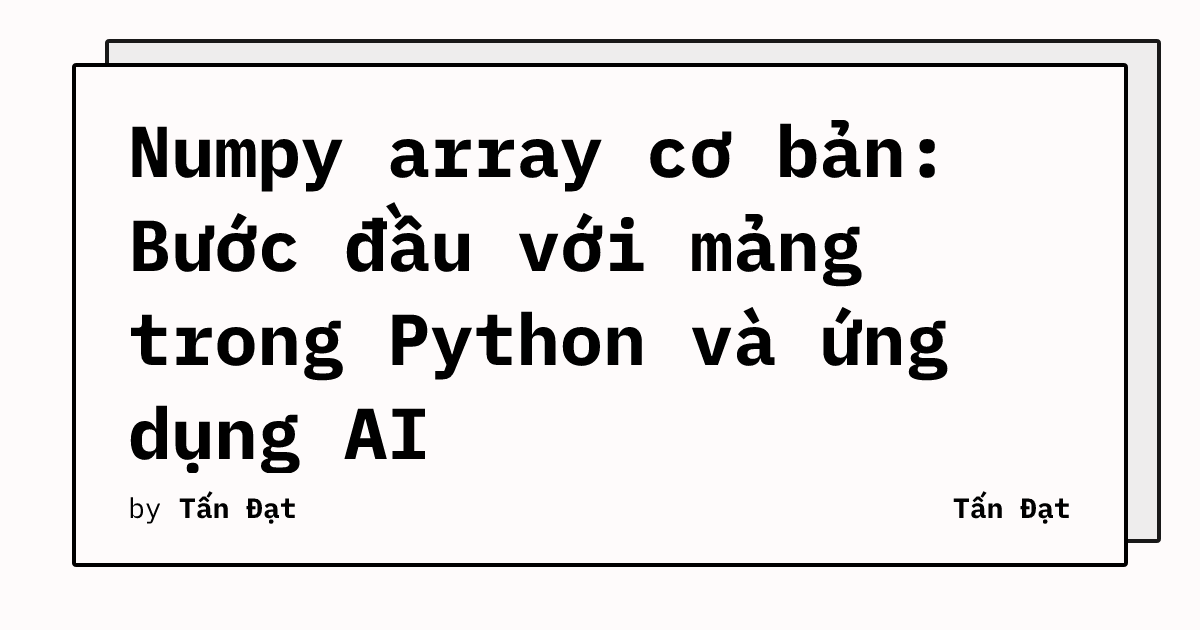 Numpy array cơ bản:
Bước đầu với mảng
trong Python và ứng
dụng AI
by Tấn Đạt
Tấn Đạt